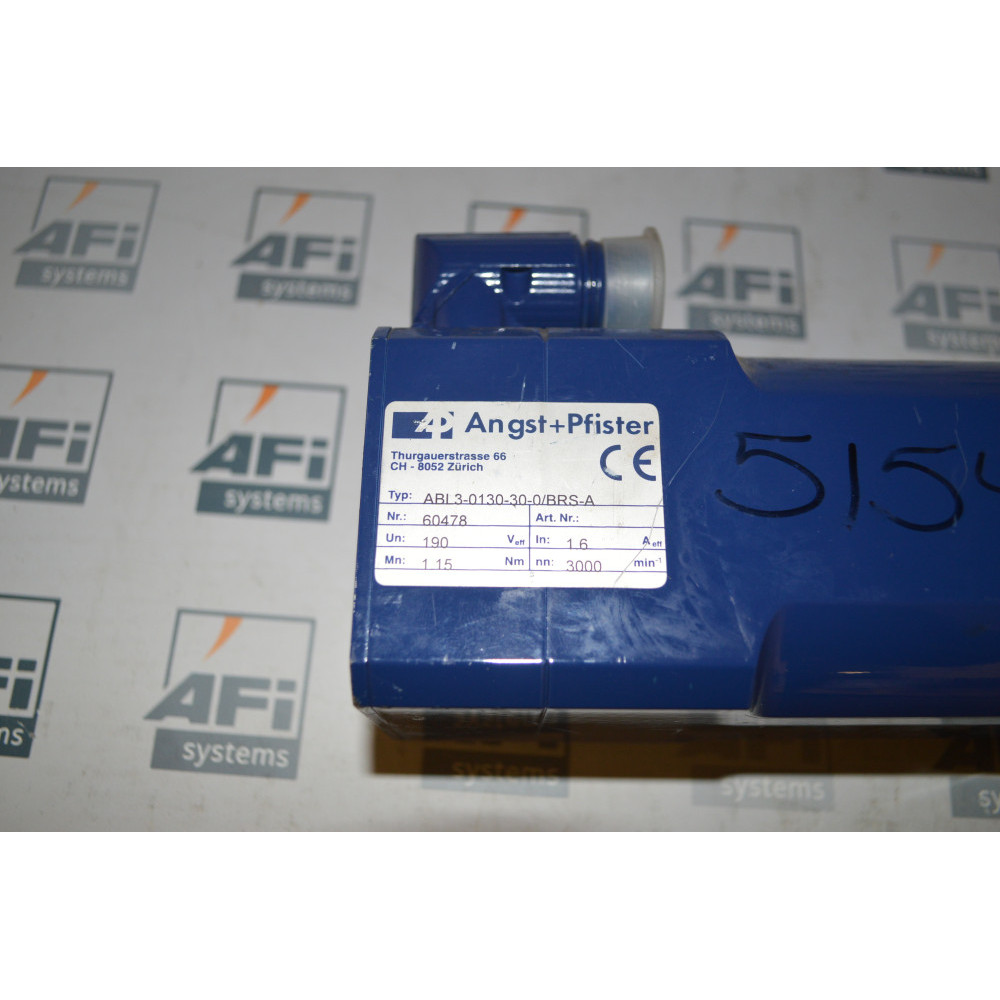 AFi
systems
AFi
systems
AFi
systems
AFi
systems
AFi
AFi
systems
AP Angst+Pfister
Thurgauerstrasse 66
CH - 8052 Zürich
CE
Typ: ABL3-0130-30-0/BRS-A
Nr.: 60478 Art. Nr.:
Un: 190 Veff In: 1.6 Aeff
Mn: 1.15 Nm nn: 3000 min-1
515
AFi
systems
systems
systems